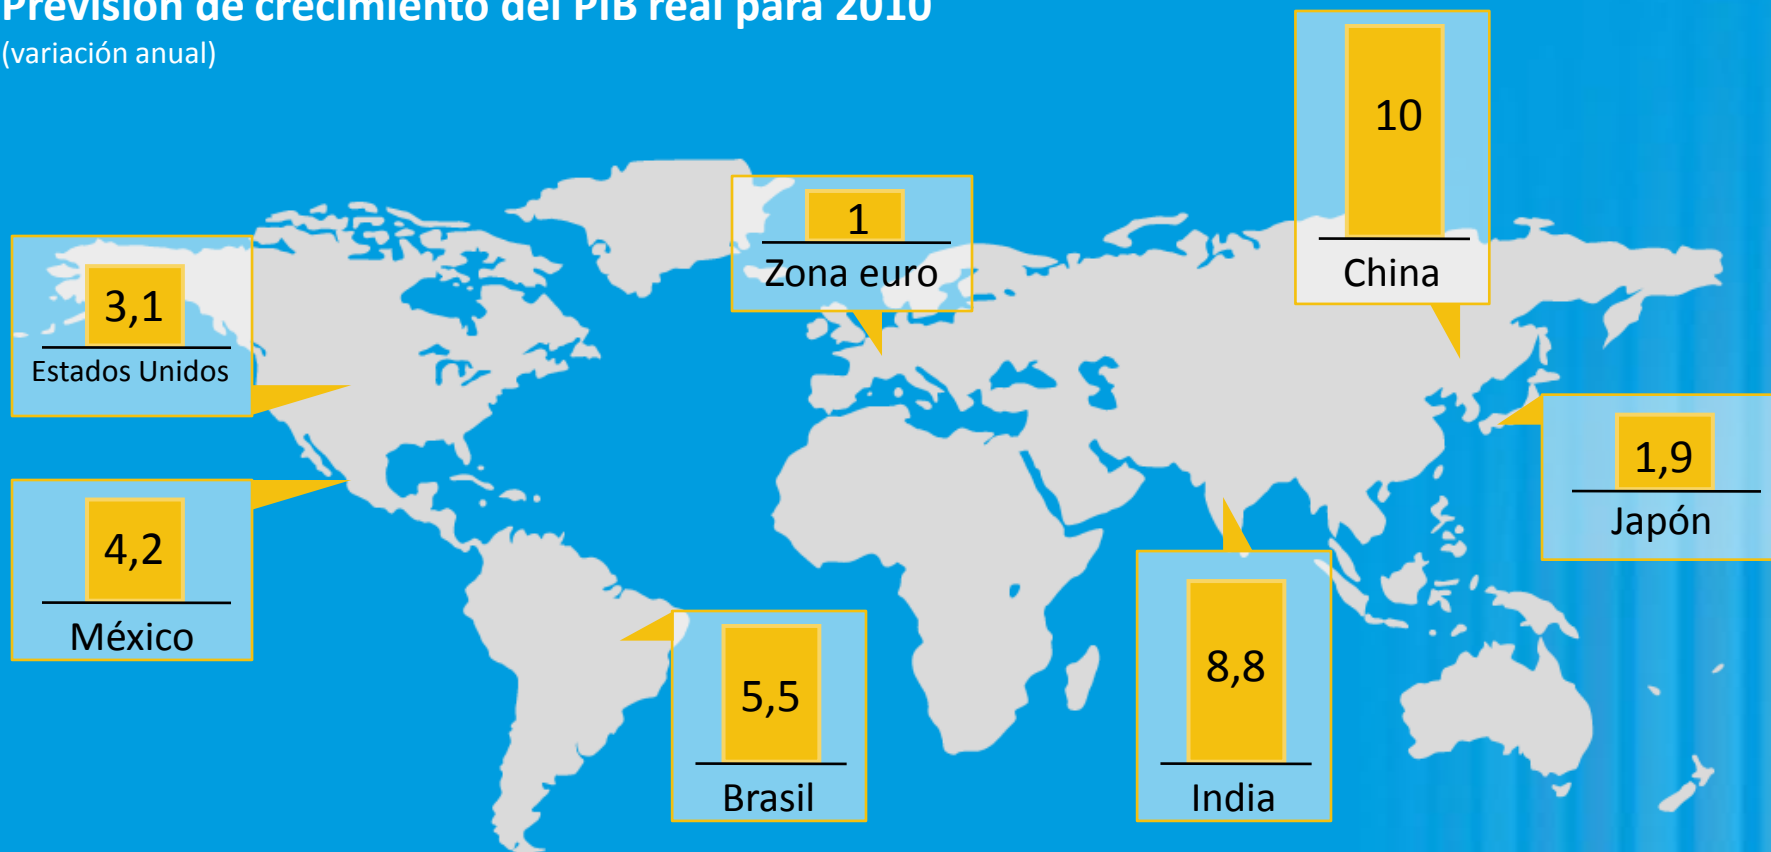 Previsión de crecimiento del PIB real para 2010
(variación anual)
10
China
1
Zona euro
3,1
Estados Unidos
1,9
Japón
4,2
México
5,5
Brasil
8,8
India